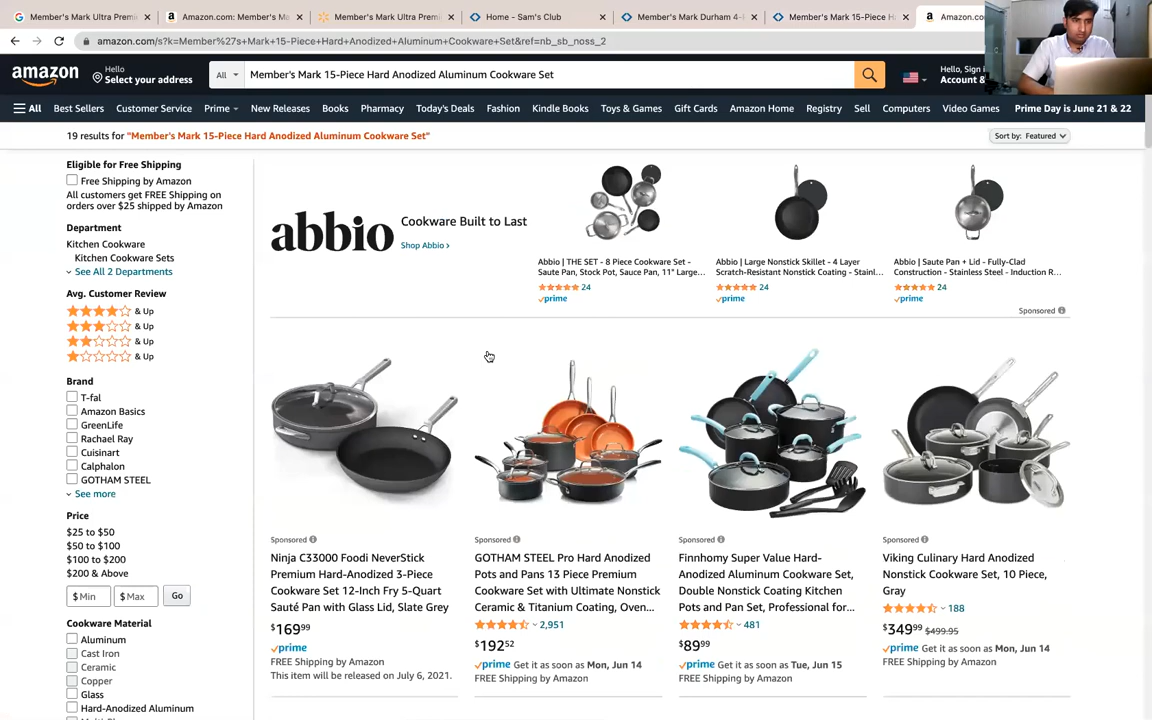 Member's Mark Ultra Premi
Amazon.com: Member's Ma
Member's Mark Ultra Premi
Home - Sam's Club
Member's Mark Durham 4-
Member's Mark 15-Piece H
Amazon.co
amazon.com/s?k=Member%27s+Mark+15-Piece+Hard+Anodized+Aluminum+Cookware+Set&ref=nb_sb_noss_2
amazon
Hello
Select your address
All
Member's Mark 15-Piece Hard Anodized Aluminum Cookware Set
Hello, Sign i
Account &
All
Best Sellers
Customer Service
Prime
New Releases
Books
Pharmacy
Today's Deals
Fashion
Kindle Books
Toys & Games
Gift Cards
Amazon Home
Registry
Sell
Computers
Video Games
Prime Day is June 21 & 22
19 results for "Member's Mark 15-Piece Hard Anodized Aluminum Cookware Set"
Sort by: Featured
Eligible for Free Shipping
Free Shipping by Amazon
All customers get FREE Shipping on
orders over $25 shipped by Amazon
Department
Kitchen Cookware
Kitchen Cookware Sets
See All 2 Departments
Avg. Customer Review
& Up
& Up
& Up
& Up
Brand
T-fal
Amazon Basics
GreenLife
Rachael Ray
Cuisinart
Calphalon
GOTHAM STEEL
See more
Price
$25 to $50
$50 to $100
$100 to $200
$200 & Above
$ Min
$ Max
Go
Cookware Material
Aluminum
Cast Iron
Ceramic
Copper
Glass
Hard-Anodized Aluminum
abbio
Cookware Built to Last
Shop Abbio ›
Abbio | THE SET - 8 Piece Cookware Set -
Saute Pan, Stock Pot, Sauce Pan, 11" Large...
24
prime
Abbio | Large Nonstick Skillet - 4 Layer
Scratch-Resistant Nonstick Coating - Stainl...
24
prime
Abbio | Saute Pan + Lid - Fully-Clad
Construction - Stainless Steel - Induction R...
24
prime
Sponsored
Sponsored
Ninja C33000 Foodi NeverStick
Premium Hard-Anodized 3-Piece
Cookware Set 12-Inch Fry 5-Quart
Sauté Pan with Glass Lid, Slate Grey
$169.99
prime
FREE Shipping by Amazon
This item will be released on July 6, 2021.
Sponsored
GOTHAM STEEL Pro Hard Anodized
Pots and Pans 13 Piece Premium
Cookware Set with Ultimate Nonstick
Ceramic & Titanium Coating, Oven...
2,951
$192.52
prime Get it as soon as Mon, Jun 14
FREE Shipping by Amazon
Sponsored
Finnhomy Super Value Hard-
Anodized Aluminum Cookware Set,
Double Nonstick Coating Kitchen
Pots and Pan Set, Professional for...
481
$89.99
prime Get it as soon as Tue, Jun 15
FREE Shipping by Amazon
Sponsored
Viking Culinary Hard Anodized
Nonstick Cookware Set, 10 Piece,
Gray
188
$349.99 $499.95
prime Get it as soon as Mon, Jun 14
FREE Shipping by Amazon